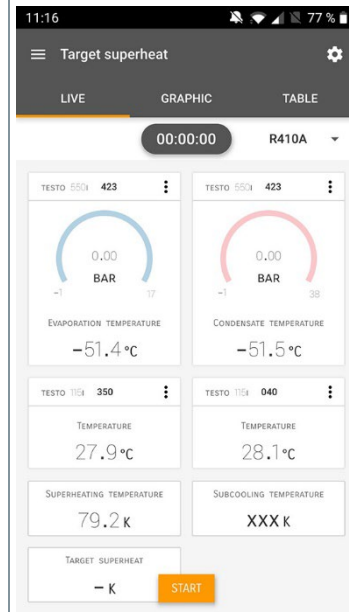 11:16 77 %
Target superheat
LIVE GRAPHIC TABLE
00:00:00 R410A
TESTO 550i 423 TESTO 550i 423
0.00 0.00
BAR BAR
-1 17 -1 38
EVAPORATION TEMPERATURE CONDENSATE TEMPERATURE
-51.4 °C -51.5 °C
TESTO 115i 350 TESTO 115i 040
TEMPERATURE TEMPERATURE
27.9 °C 28.1 °C
SUPERHEATING TEMPERATURE SUBCOOLING TEMPERATURE
79.2 K XXX K
TARGET SUPERHEAT
– K START